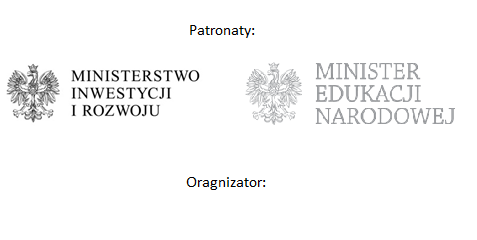 Patronaty:
MINISTERSTWO
INWESTYCJI
I ROZWOJU
MINISTER
EDUKACJI
NARODOWEJ
Oragnizator: